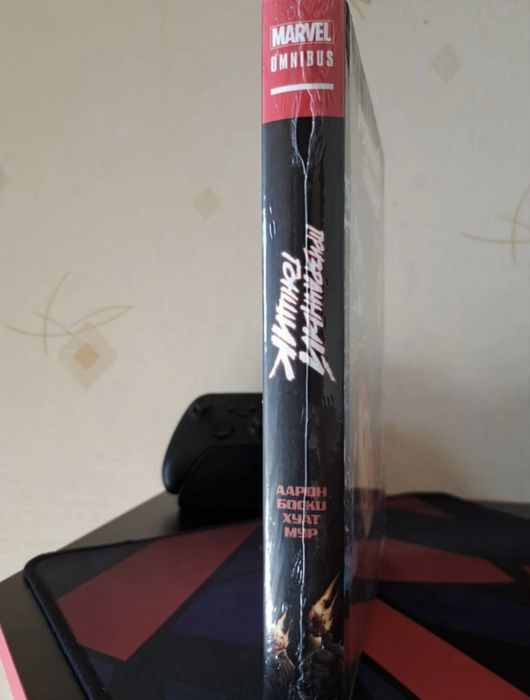 MARVEL
OMNIBUS
ПРИЗРАЧНЫЙ
ГОНЩИК
ААРОН
БОСКИ
ХУАТ
МУР